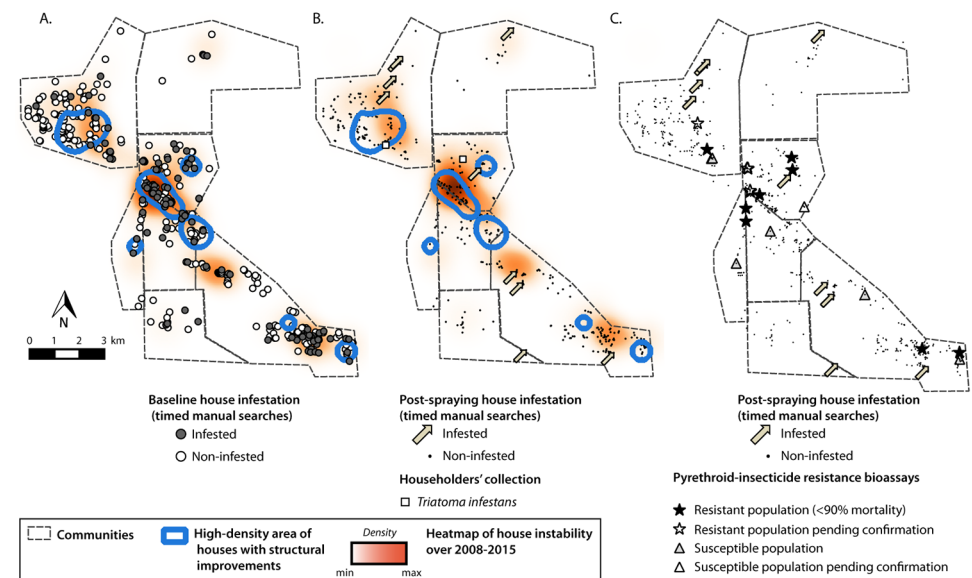 A.
B.
C.
N
0 1 2 3 km
Baseline house infestation
(timed manual searches)
Infested
Non-infested
Post-spraying house infestation
(timed manual searches)
Infested
Non-infested
Householders’ collection
Triatoma infestans
Post-spraying house infestation
(timed manual searches)
Infested
Non-infested
Pyrethroid-insecticide resistance bioassays
Resistant population (<90% mortality)
Resistant population pending confirmation
Susceptible population
Susceptible population pending confirmation
Communities
High-density area of
houses with structural
improvements
Density
min max
Heatmap of house instability
over 2008-2015